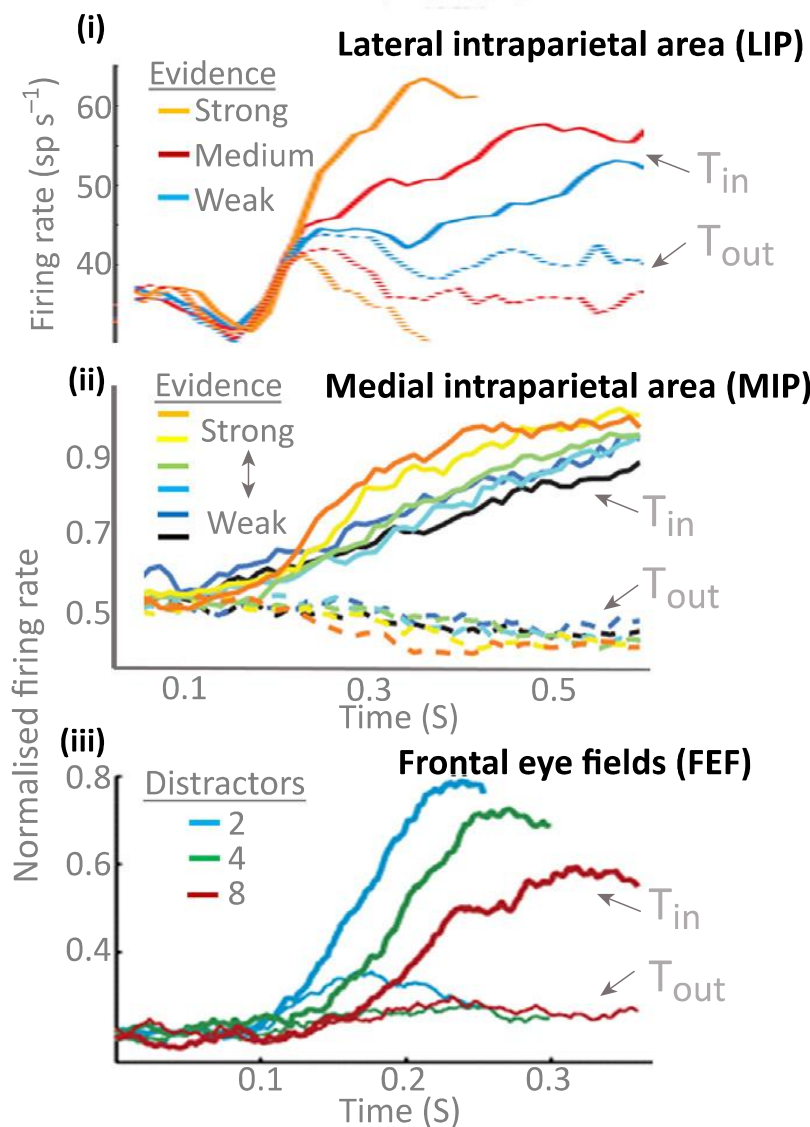 (i)
Lateral intraparietal area (LIP)
Evidence
Strong
Medium
Weak
Firing rate (sp s⁻¹)
60
50
40
Tin
Tout
(ii)
Medial intraparietal area (MIP)
Evidence
Strong
Weak
0.9
0.7
0.5
Tin
Tout
0.1 0.3 0.5
Time (S)
Normalised firing rate
(iii)
Frontal eye fields (FEF)
Distractors
2
4
8
0.8
0.6
0.4
Tin
Tout
0.1 0.2 0.3
Time (S)